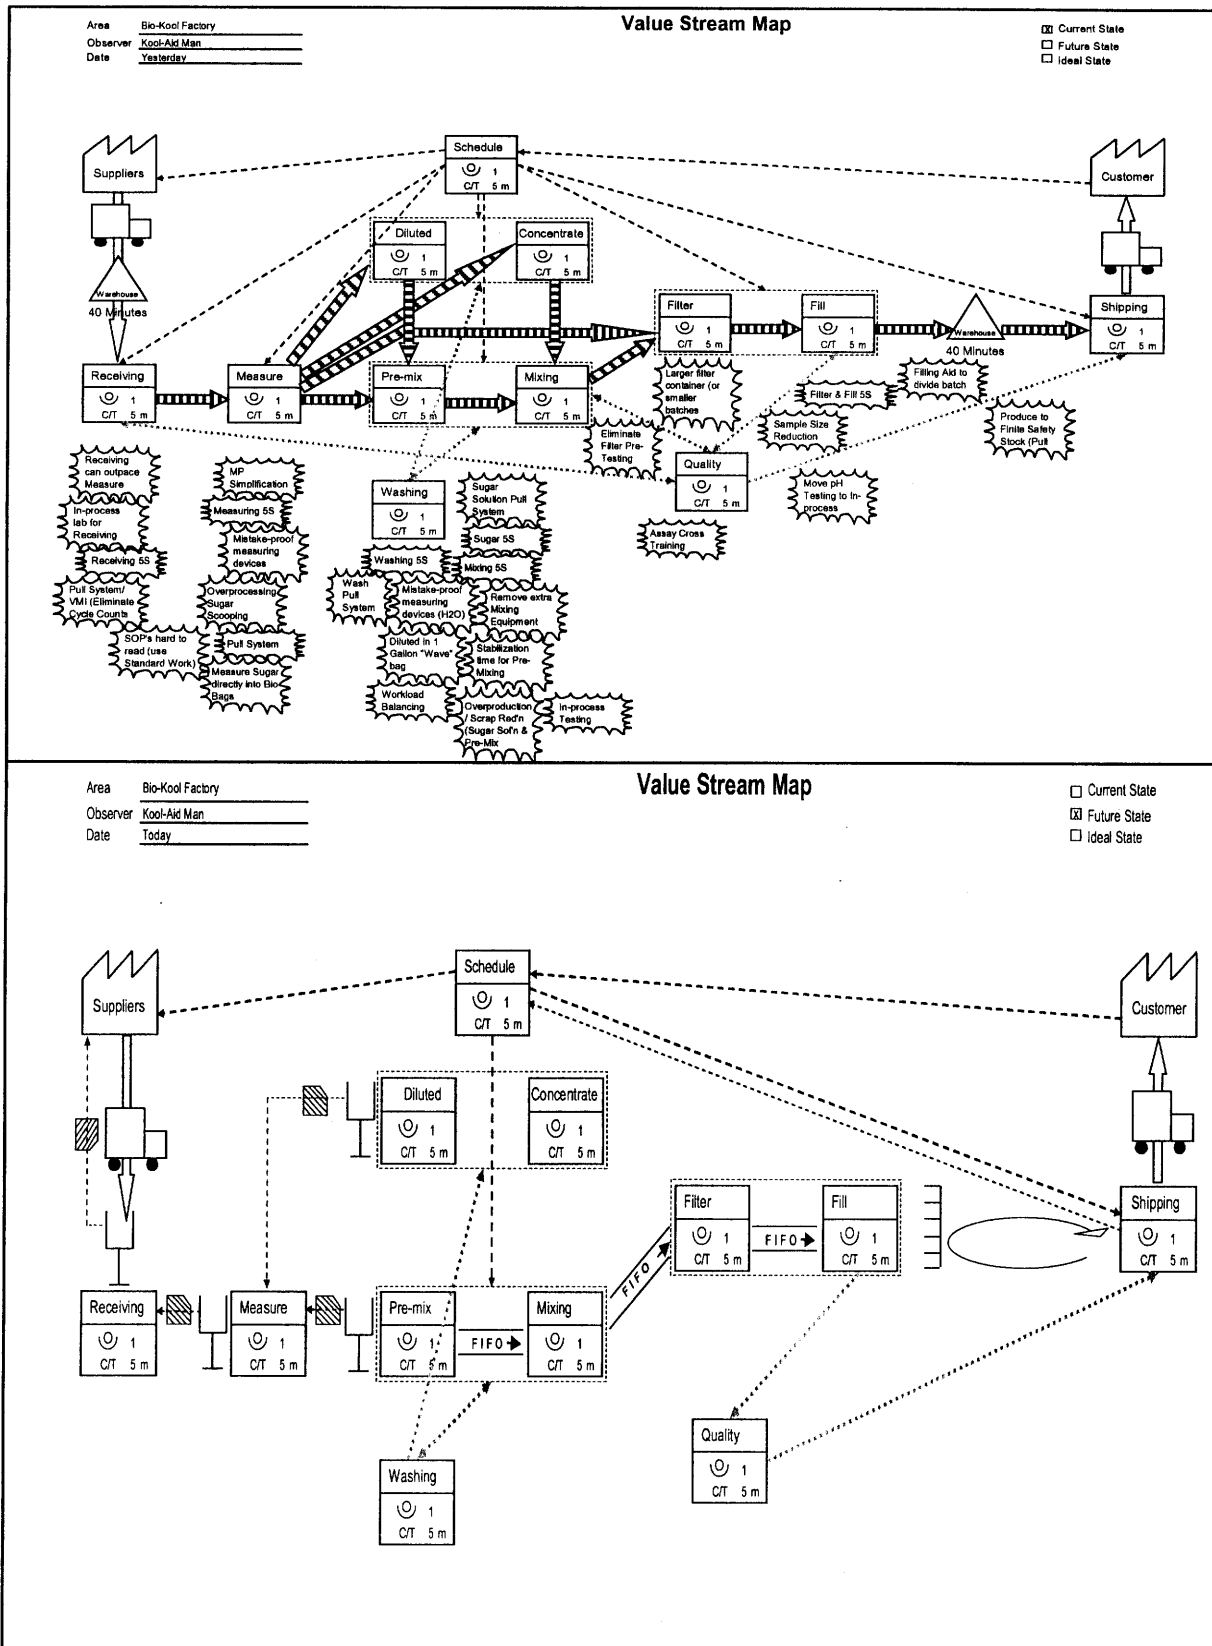 Value Stream Map
Area Bio-Kool Factory
Observer Kool-Aid Man
Date Yesterday
X Current State
Future State
Ideal State
Suppliers
Schedule
1
C/T 5 m
Customer
Diluted
1
C/T 5 m
Concentrate
1
C/T 5 m
Warehouse
40 Minutes
Filter
1
C/T 5 m
Fill
1
C/T 5 m
Warehouse
40 Minutes
Shipping
1
C/T 5 m
Receiving
1
C/T 5 m
Measure
1
C/T 5 m
Pre-mix
1
C/T 5 m
Mixing
1
C/T 5 m
Larger filter
container (or
smaller
batches
Filling Aid to
divide batch
Filter & Fill 5S
Sample Size
Reduction
Produce to
Finite Safety
Stock (Pull
Eliminate
Filter Pre-
Testing
Quality
1
C/T 5 m
Move pH
Testing to In-
process
Assay Cross
Training
Receiving
can outpace
Measure
In-process
lab for
Receiving
Receiving 5S
Pull System/
VMI (Eliminate
Cycle Counts
SOP's hard to
read (use
Standard Work)
MP
Simplification
Measuring 5S
Mistake-proof
measuring
devices
Overprocessing
Sugar
Scooping
Pull System
Measure Sugar
directly into Bio
Bags
Washing
1
C/T 5 m
Sugar
Solution Pull
System
Sugar 5S
Washing 5S
Mixing 5S
Wash
Pull
System
Mistake-proof
measuring
devices (H2O)
Remove extra
Mixing
Equipment
Diluted in 1
Gallon "Wave"
bag
Stabilization
time for Pre-
Mixing
Workload
Balancing
Overproduction
/ Scrap Red'n
(Sugar Sol'n &
Pre-Mix
In-process
Testing
Value Stream Map
Area Bio-Kool Factory
Observer Kool-Aid Man
Date Today
Current State
X Future State
Ideal State
Suppliers
Schedule
1
C/T 5 m
Customer
Diluted
1
C/T 5 m
Concentrate
1
C/T 5 m
Filter
1
C/T 5 m
FIFO
Fill
1
C/T 5 m
Shipping
1
C/T 5 m
FIFO
Receiving
1
C/T 5 m
Measure
1
C/T 5 m
Pre-mix
1
C/T 5 m
FIFO
Mixing
1
C/T 5 m
Quality
1
C/T 5 m
Washing
1
C/T 5 m